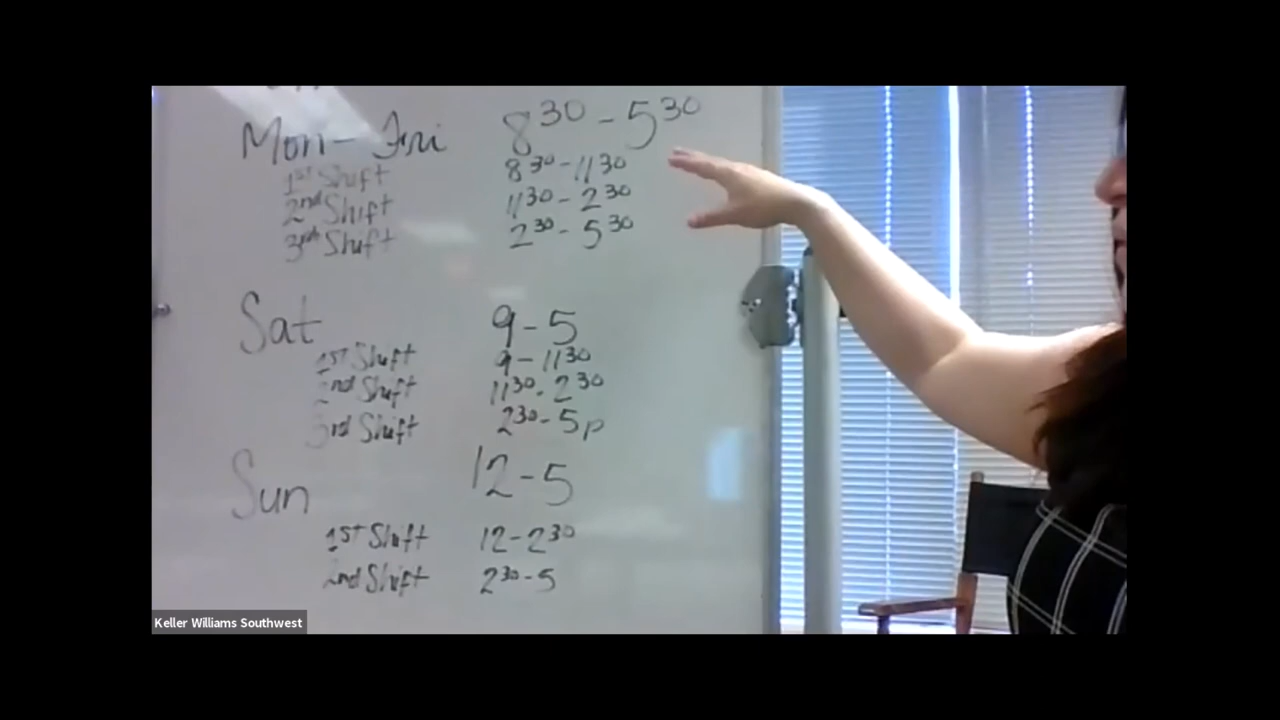 Mon-Fri 8³⁰-5³⁰
1st Shift 8³⁰-11³⁰
2nd Shift 11³⁰-2³⁰
3rd Shift 2³⁰-5³⁰
Sat 9-5
1ST Shift 9-11³⁰
2nd Shift 11³⁰-2³⁰
3rd Shift 2³⁰-5p
Sun 12-5
1ST Shift 12-2³⁰
2nd Shift 2³⁰-5
Keller Williams Southwest